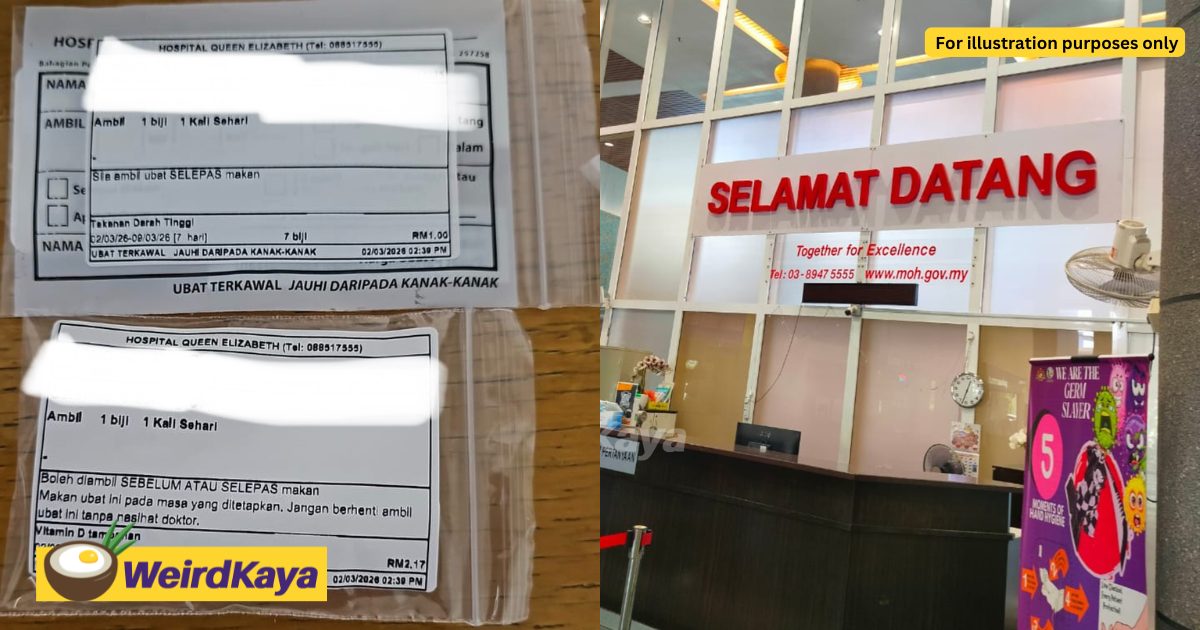 HOSPITAL QUEEN ELIZABETH (Tel: 088517555)
257258
NAMA
AMBIL
Ambil 1 biji 1 Kali Sehari
Sila ambil ubat SELEPAS makan
Tekanan Darah Tinggi
02/03/26-09/03/26 [7 hari] 7 biji RM1.00
UBAT TERKAWAL JAUHI DARIPADA KANAK-KANAK 02/03/2026 02:39 PM
NAMA
UBAT TERKAWAL JAUHI DARIPADA KANAK-KANAK
HOSPITAL QUEEN ELIZABETH (Tel: 088517555)
Ambil 1 biji 1 Kali Sehari
Boleh diambil SEBELUM ATAU SELEPAS makan
Makan ubat ini pada masa yang ditetapkan. Jangan berhenti ambil
ubat ini tanpa nasihat doktor.
Vitamin D
RM2.17
02/03/2026 02:39 PM
WeirdKaya
For illustration purposes only
SELAMAT DATANG
Together for Excellence
Tel: 03-8947 5555 www.moh.gov.my
PERTANYAAN
WE ARE THE
GERM
SLAYER
5
MOMENTS OF
HAND HYGIENE